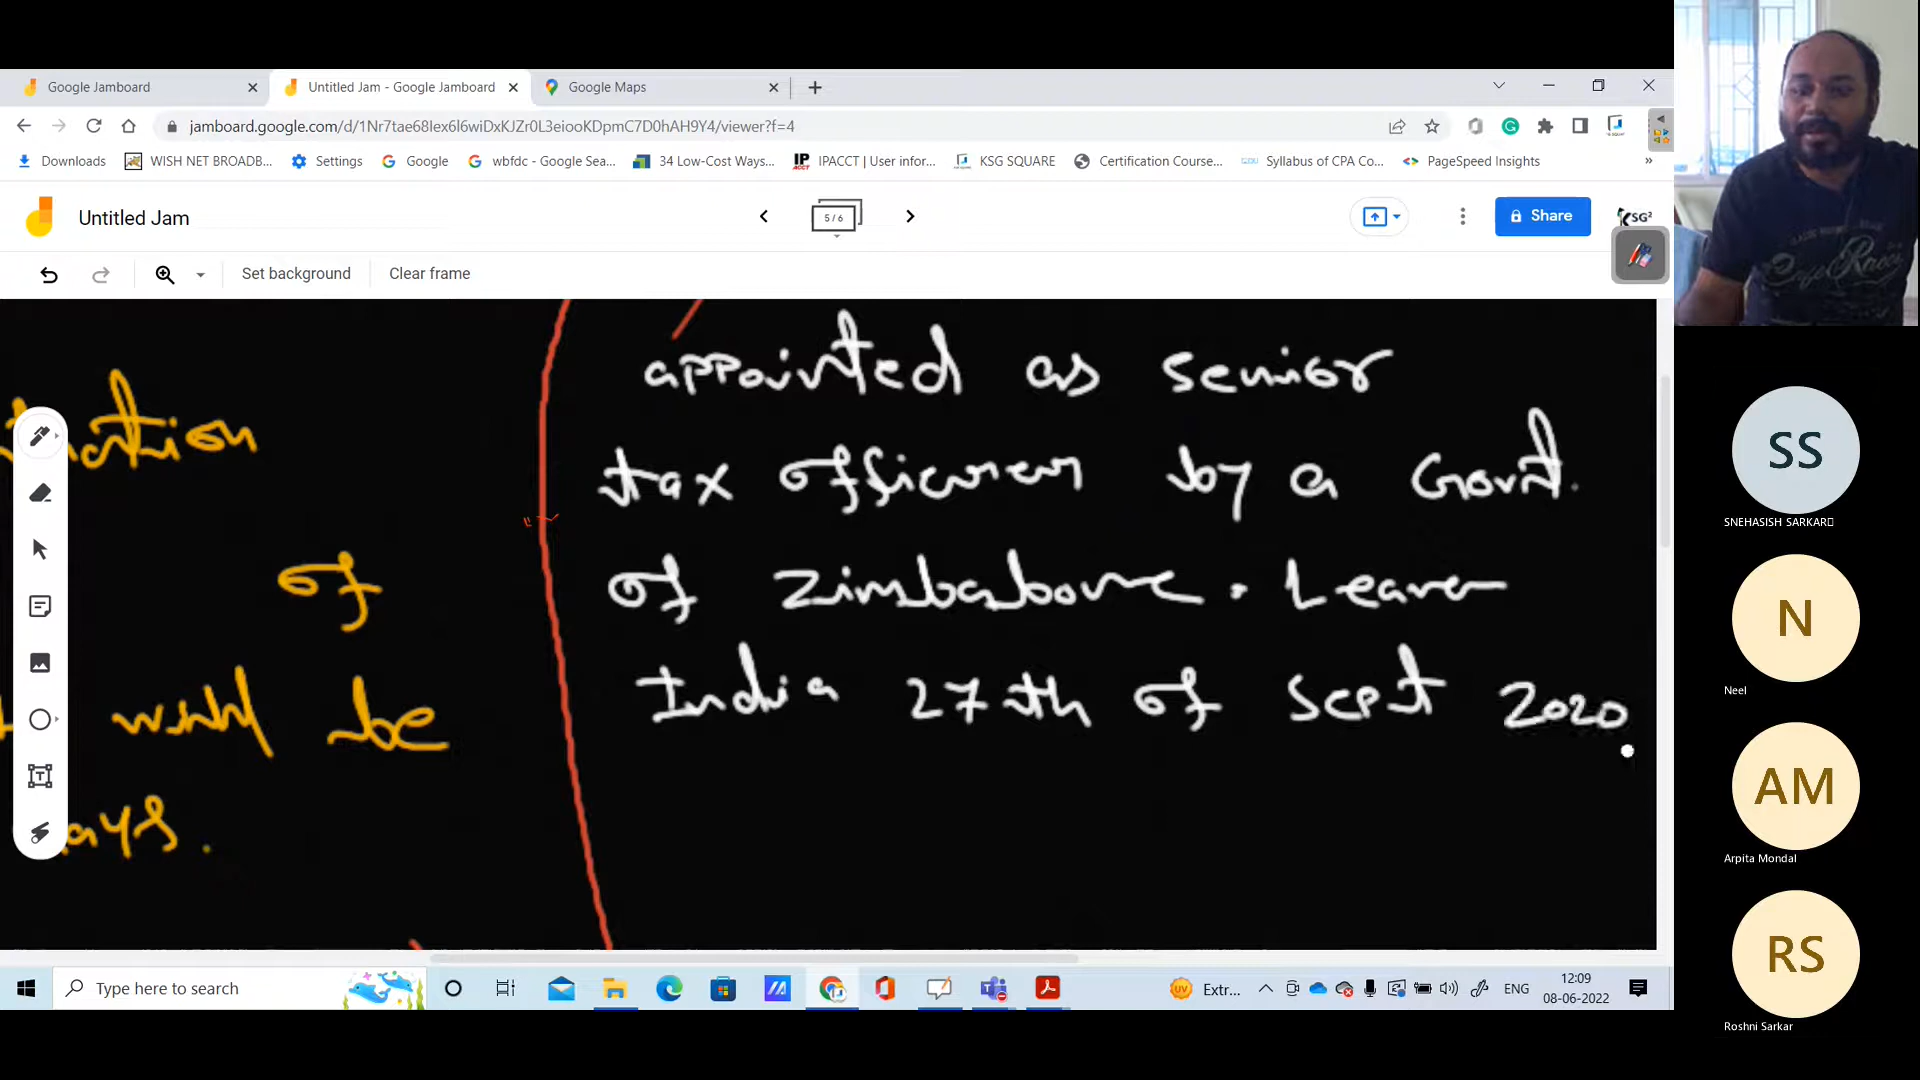 Google Jamboard
Untitled Jam - Google Jamboard
Google Maps
jamboard.google.com/d/1Nr7tae68Iex6l6wiDxKJZr0L3eiooKDpmC7D0hAH9Y4/viewer?f=4
Downloads
WISH NET BROADB...
Settings
Google
wbfdc - Google Sea...
34 Low-Cost Ways...
IPACCT | User infor...
KSG SQUARE
Certification Course...
Syllabus of CPA Co...
PageSpeed Insights
»
Untitled Jam
5 / 6
Share
KSG²
Set background
Clear frame
of
will be
ays.
appointed as senior
tax officer by a Govt.
of Zimbabowe. Leave
India 27th of Sept 2020
SS
SNEHASISH SARKAR
N
Neel
AM
Arpita Mondal
RS
Roshni Sarkar
Type here to search
Extr...
ENG
12:09
08-06-2022